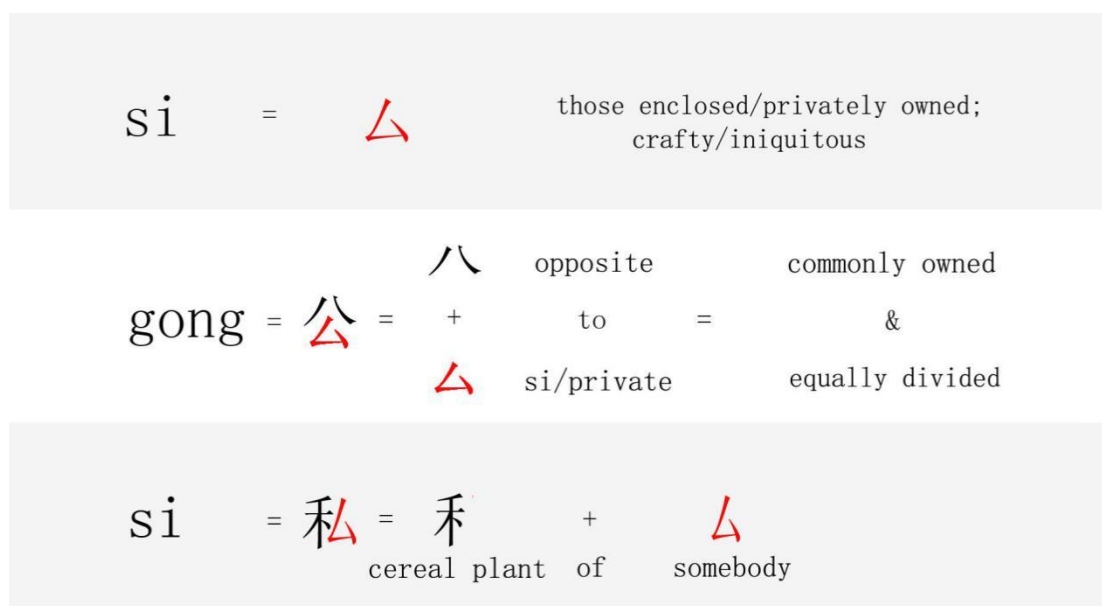 si = 厶 those enclosed/privately owned;
crafty/iniquitous
八 opposite commonly owned
gong = 公 = + to = &
厶 si/private equally divided
si = 私 = 禾 + 厶
cereal plant of somebody